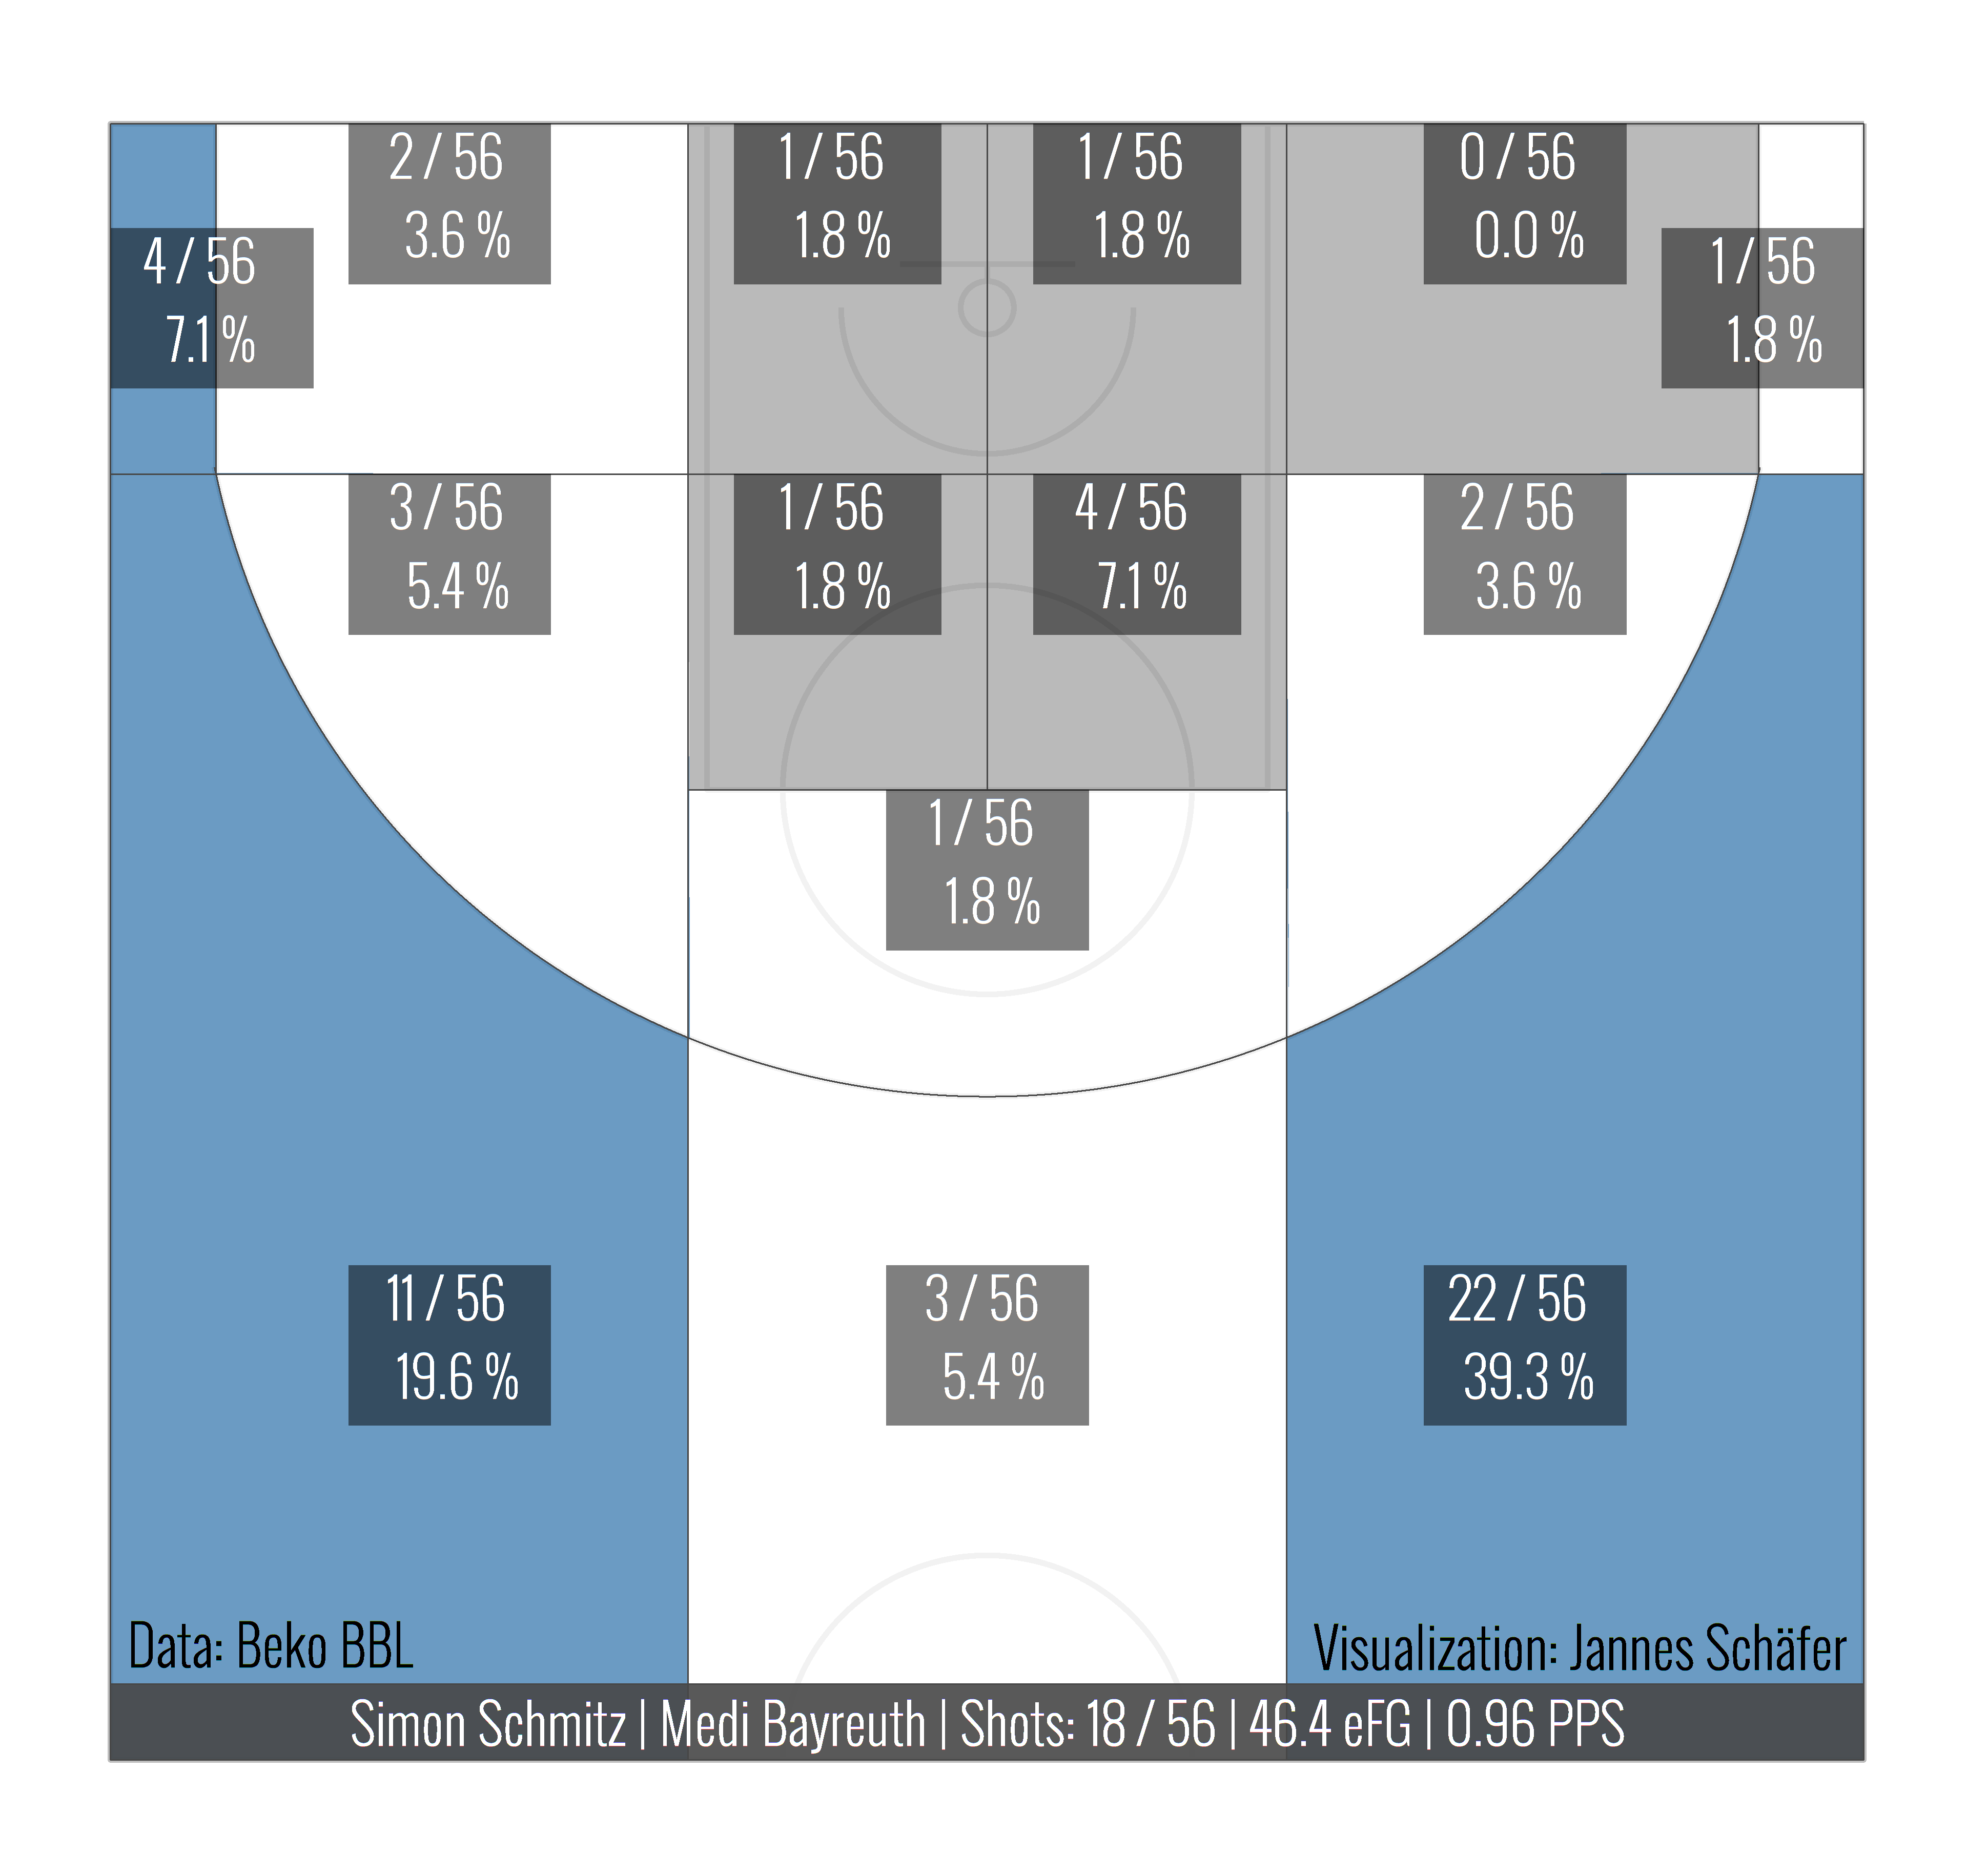 2 / 56
3.6 %
1 / 56
1.8 %
1 / 56
1.8 %
0 / 56
0.0 %
4 / 56
7.1 %
1 / 56
1.8 %
3 / 56
5.4 %
1 / 56
1.8 %
4 / 56
7.1 %
2 / 56
3.6 %
1 / 56
1.8 %
11 / 56
19.6 %
3 / 56
5.4 %
22 / 56
39.3 %
Data: Beko BBL
Visualization: Jannes Schäfer
Simon Schmitz | Medi Bayreuth | Shots: 18 / 56 | 46.4 eFG | 0.96 PPS